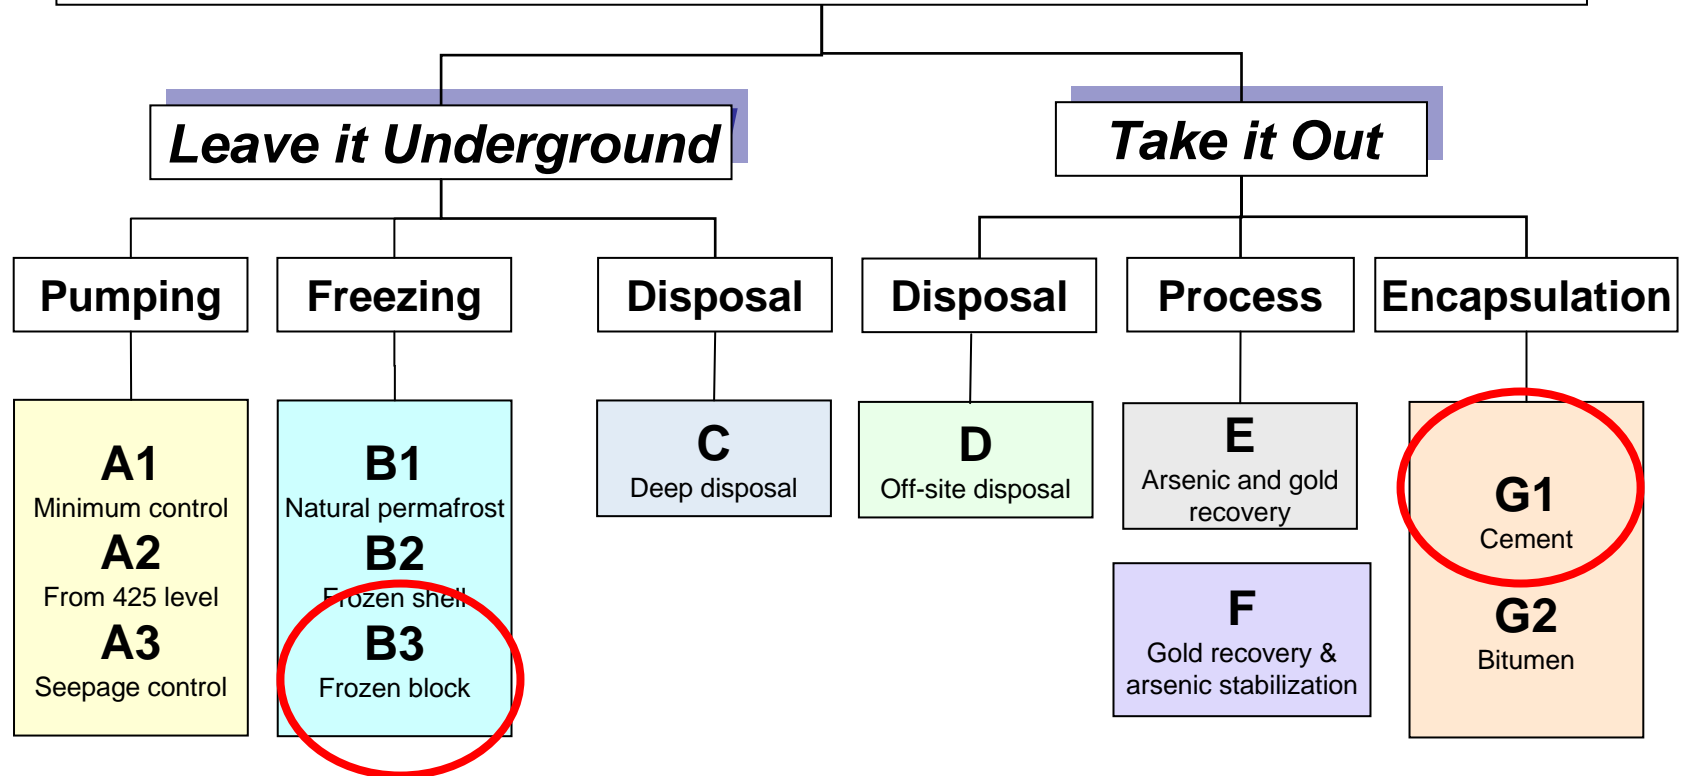 Leave it Underground
Take it Out
Pumping
Freezing
Disposal
Disposal
Process
Encapsulation
A1
Minimum control
A2
From 425 level
A3
Seepage control
B1
Natural permafrost
B2
Frozen shell
B3
Frozen block
C
Deep disposal
D
Off-site disposal
E
Arsenic and gold
recovery
F
Gold recovery &
arsenic stabilization
G1
Cement
G2
Bitumen